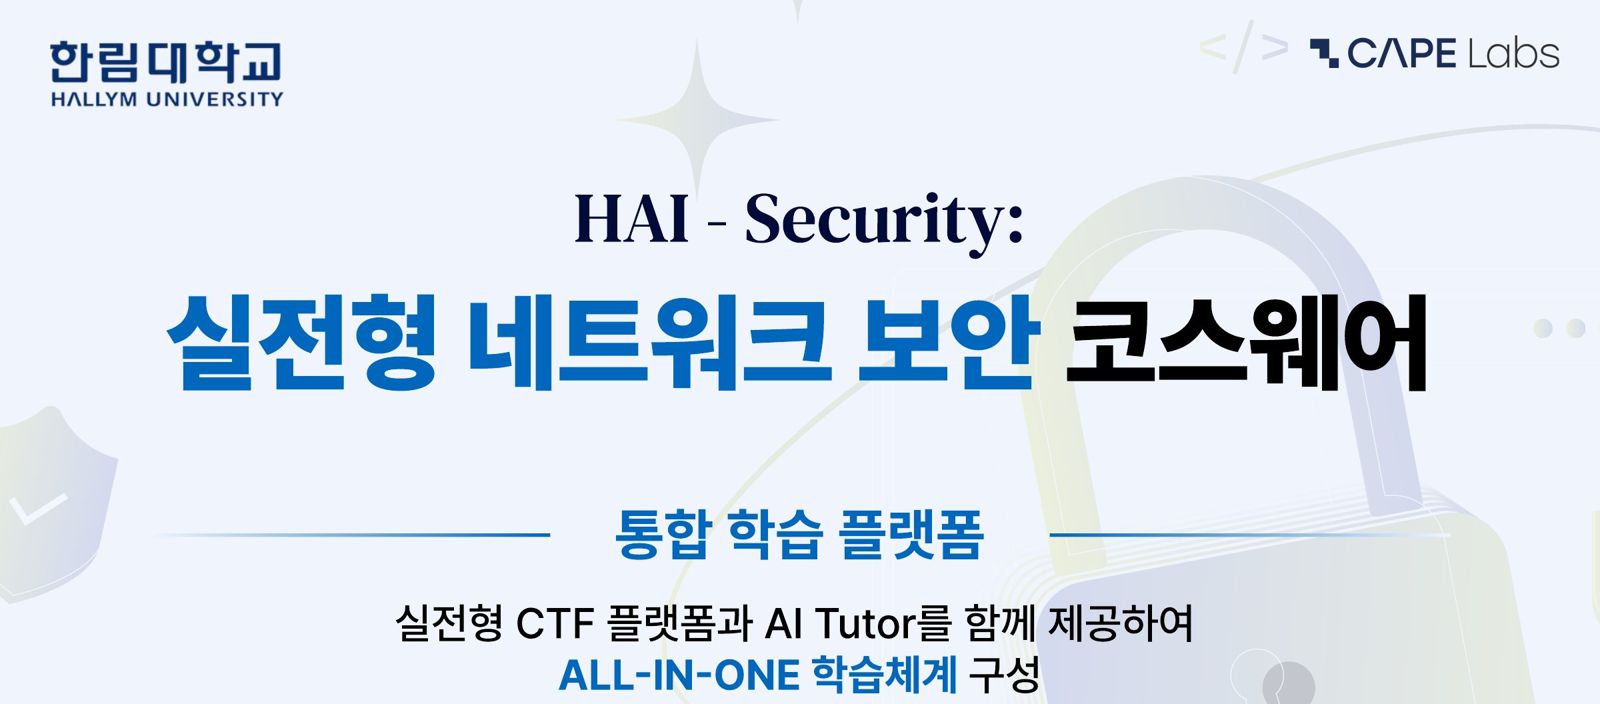 한림대학교
HALLYM UNIVERSITY
</> CAPE Labs
HAI - Security:
실전형 네트워크 보안 코스웨어
통합 학습 플랫폼
실전형 CTF 플랫폼과 AI Tutor를 함께 제공하여
ALL-IN-ONE 학습체계 구성